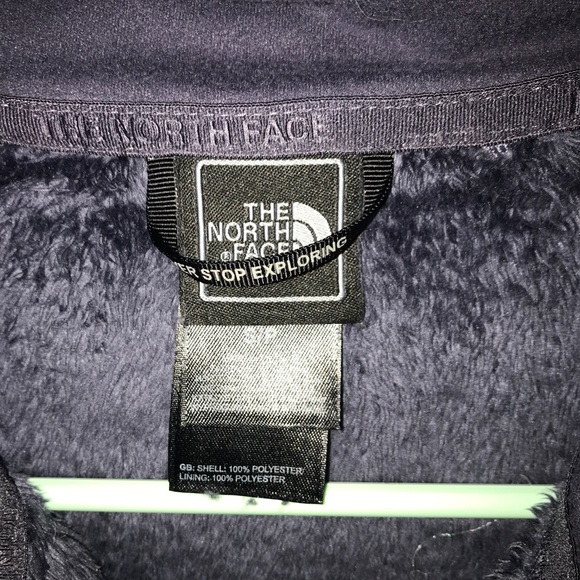 THE NORTH FACE
THE
NORTH
FACE
®
ER STOP EXPLORING
S/P
GB: SHELL: 100% POLYESTER/
LINING: 100% POLYESTER